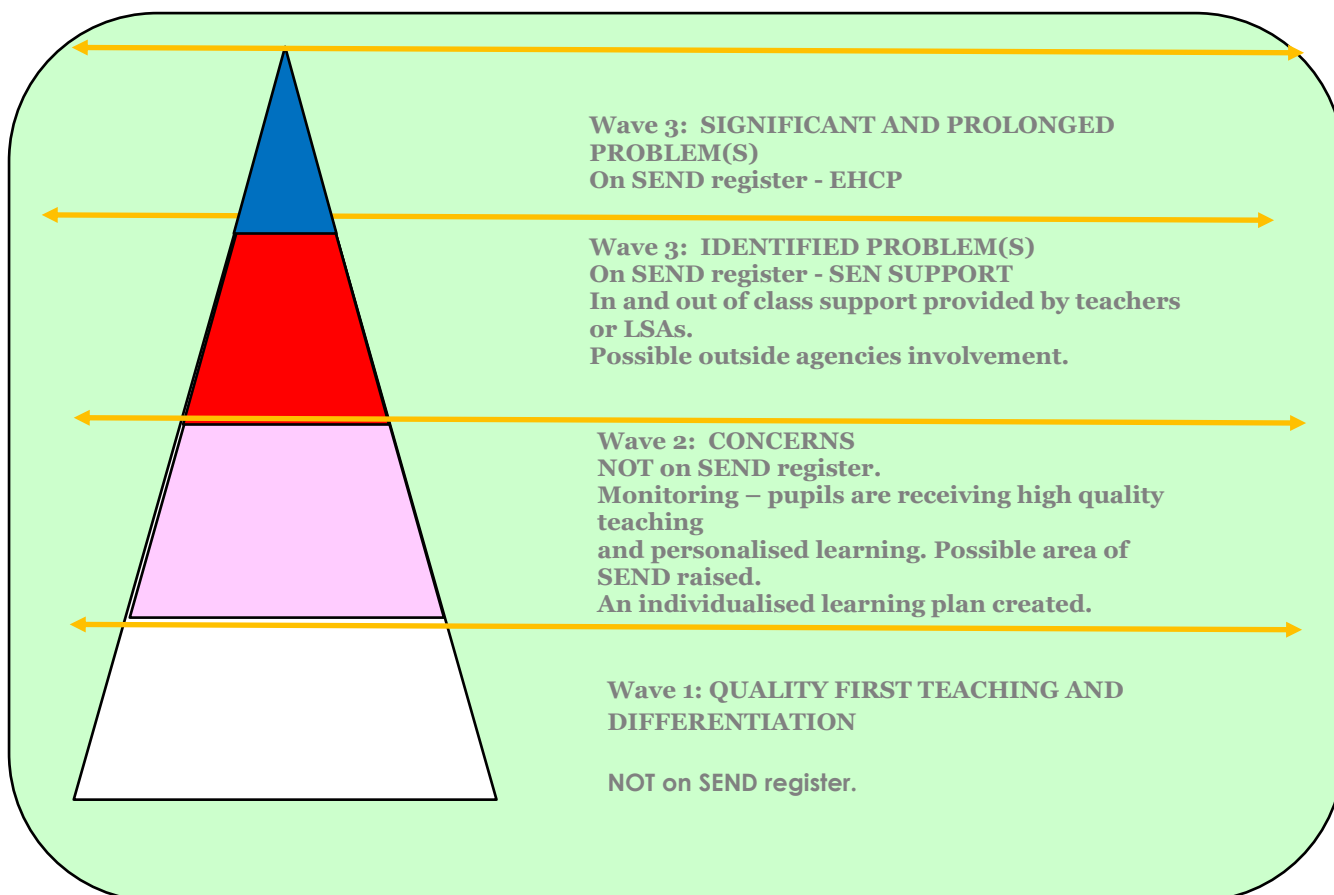 Wave 3:  SIGNIFICANT AND PROLONGED
PROBLEM(S)
On SEND register - EHCP
Wave 3:  IDENTIFIED PROBLEM(S)
On SEND register - SEN SUPPORT
In and out of class support provided by teachers
or LSAs.
Possible outside agencies involvement.
Wave 2:  CONCERNS
NOT on SEND register.
Monitoring – pupils are receiving high quality
teaching
and personalised learning. Possible area of
SEND raised.
An individualised learning plan created.
Wave 1: QUALITY FIRST TEACHING AND
DIFFERENTIATION
NOT on SEND register.